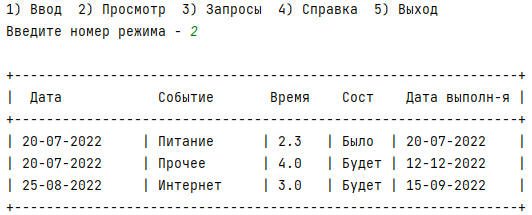 1) Ввод  2) Просмотр  3) Запросы  4) Справка  5) Выход
Введите номер режима - 2
+---------------------------------------------------------------+
|  Дата            Событие       Время    Сост    Дата выполн-я |
+---------------------------------------------------------------+
| 20-07-2022     | Питание      | 2.3   | Было  | 20-07-2022    |
| 20-07-2022     | Прочее       | 4.0   | Будет | 12-12-2022    |
| 25-08-2022     | Интернет     | 3.0   | Будет | 15-09-2022    |
+---------------------------------------------------------------+